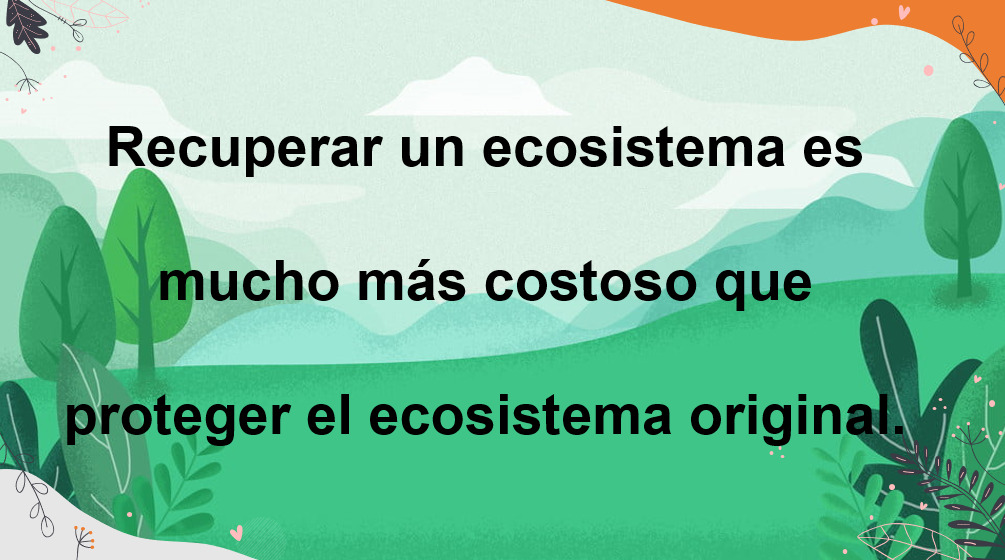 Recuperar un ecosistema es
mucho más costoso que
proteger el ecosistema original.